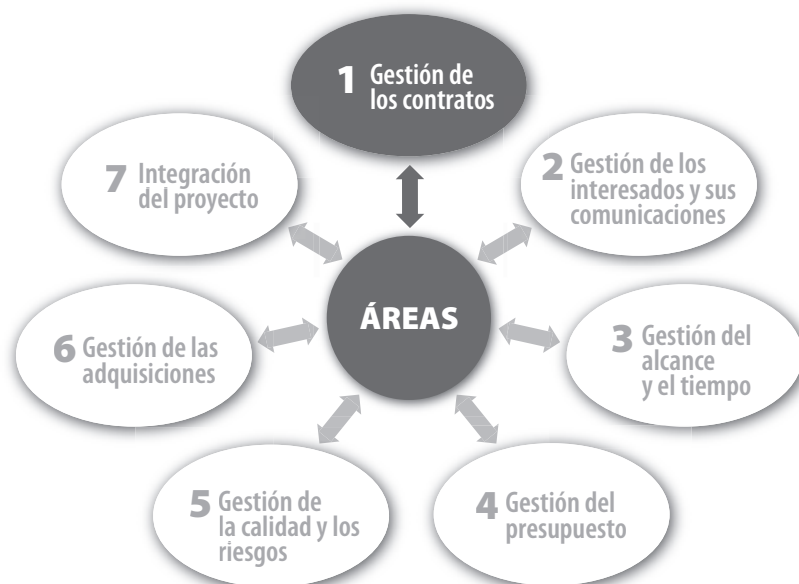 1 Gestión de
los contratos
2 Gestión de los
interesados y sus
comunicaciones
3 Gestión del
alcance
y el tiempo
4 Gestión del
presupuesto
5 Gestión de
la calidad y los
riesgos
6 Gestión de las
adquisiciones
7 Integración
del proyecto
ÁREAS